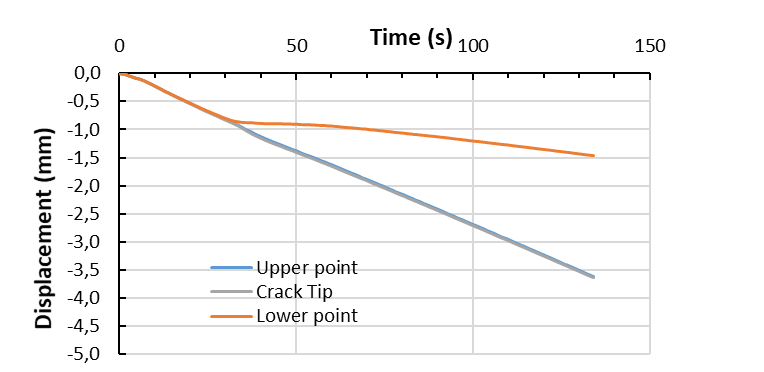 Time (s)
0 50 100 150
0,0
-0,5
-1,0
-1,5
-2,0
-2,5
-3,0
-3,5
-4,0
-4,5
-5,0
Displacement (mm)
Upper point
Crack Tip
Lower point